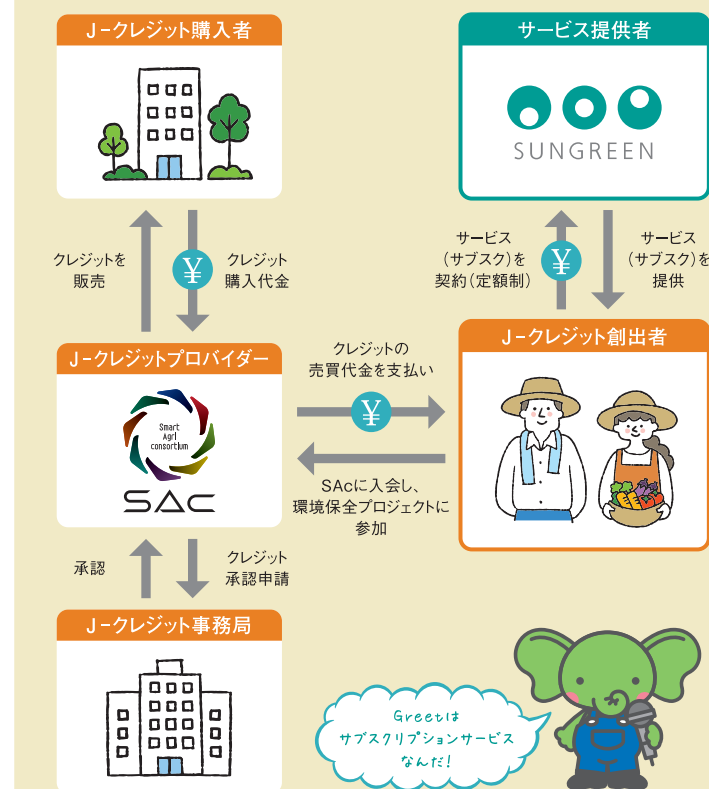 J-クレジット購入者
サービス提供者
SUNGREEN
クレジットを
販売
¥
クレジット
購入代金
サービス
(サブスク)を
契約(定額制)
¥
サービス
(サブスク)を
提供
J-クレジットプロバイダー
Smart
Agri
consortium
SAC
クレジットの
売買代金を支払い
¥
SAcに入会し、
環境保全プロジェクトに
参加
J-クレジット創出者
承認
クレジット
承認申請
J-クレジット事務局
Greetは
サブスクリプションサービス
なんだ!